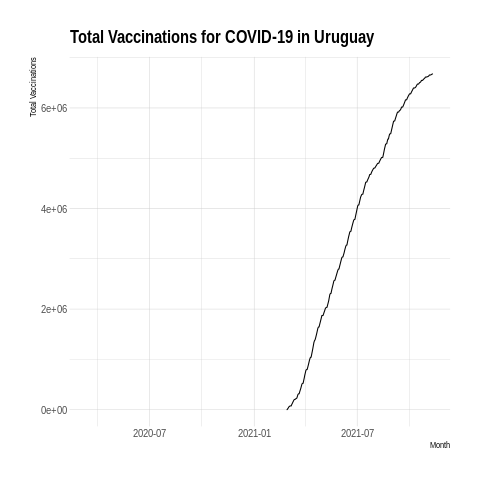 Total Vaccinations for COVID-19 in Uruguay
Total Vaccinations
6e+06
4e+06
2e+06
0e+00
2020-07 2021-01 2021-07
Month